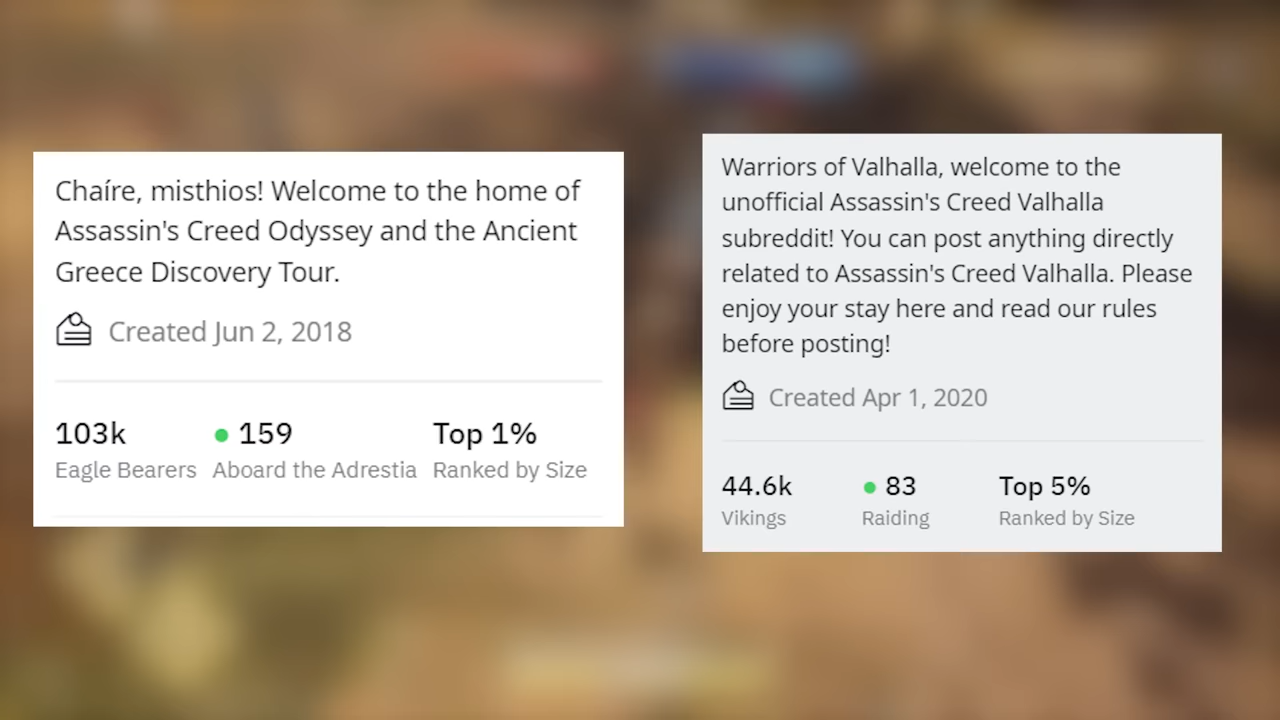 Chaíre, misthios! Welcome to the home of
Assassin's Creed Odyssey and the Ancient
Greece Discovery Tour.
Created Jun 2, 2018
103k
159
Top 1%
Eagle Bearers
Aboard the Adrestia
Ranked by Size
Warriors of Valhalla, welcome to the
unofficial Assassin's Creed Valhalla
subreddit! You can post anything directly
related to Assassin's Creed Valhalla. Please
enjoy your stay here and read our rules
before posting!
Created Apr 1, 2020
44.6k
83
Top 5%
Vikings
Raiding
Ranked by Size